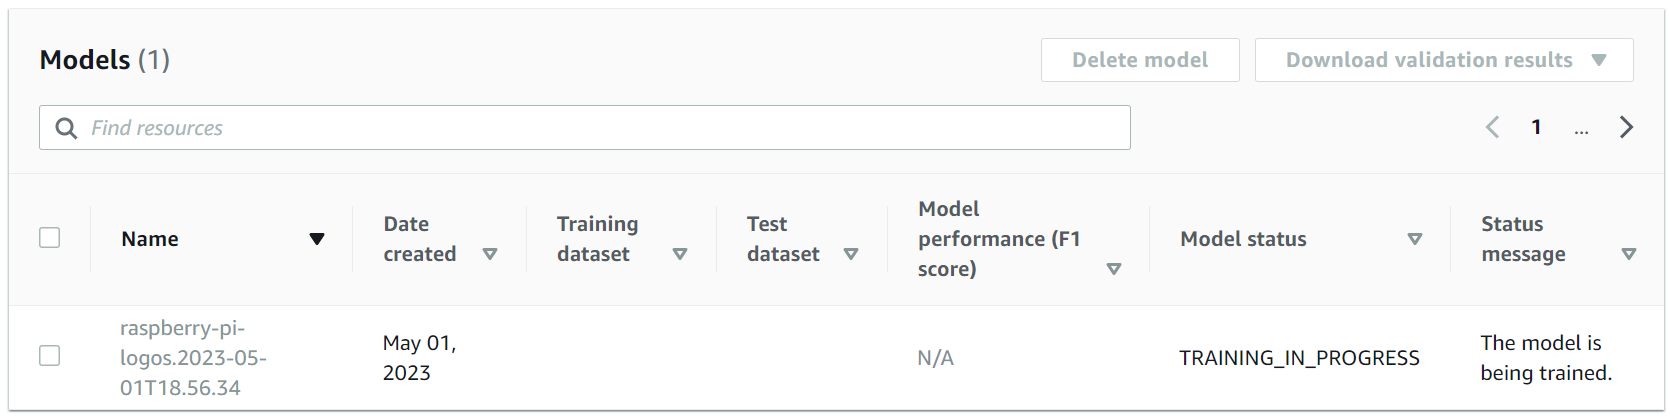 Models (1)
Delete model
Download validation results
Find resources
1
...
Name
Date
created
Training
dataset
Test
dataset
Model
performance (F1
score)
Model status
Status
message
raspberry-pi-
logos.2023-05-
01T18.56.34
May 01,
2023
N/A
TRAINING_IN_PROGRESS
The model is
being trained.